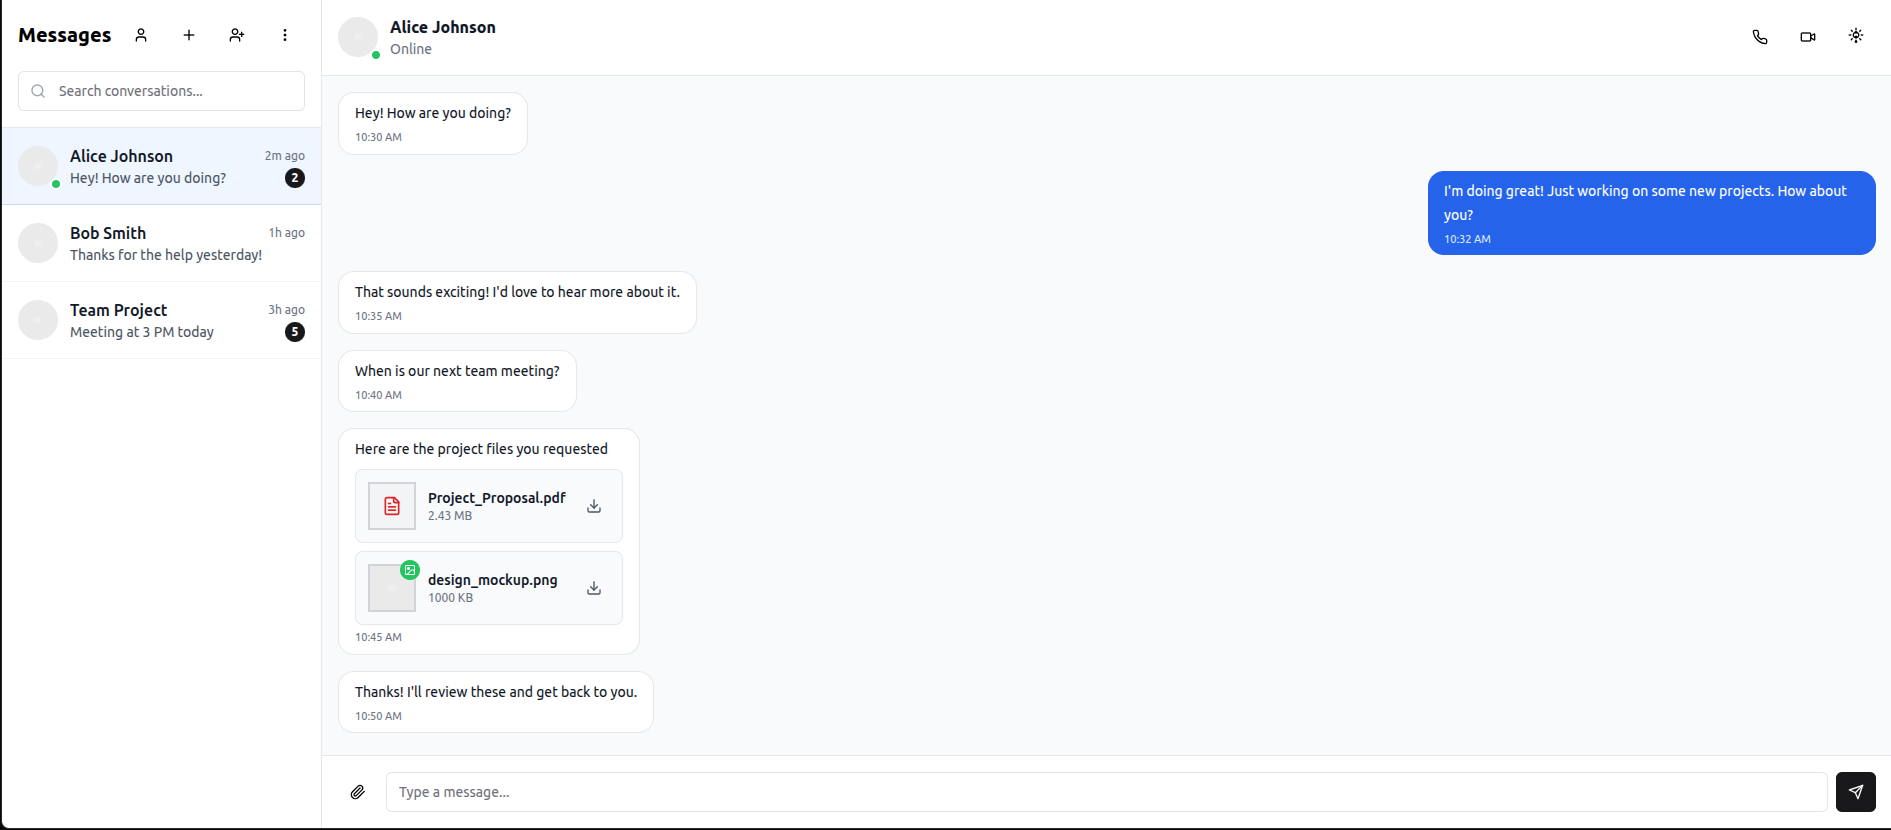 Messages
Search conversations...
Alice Johnson
2m ago
Hey! How are you doing?
2
Bob Smith
1h ago
Thanks for the help yesterday!
Team Project
3h ago
Meeting at 3 PM today
5
Alice Johnson
Online
Hey! How are you doing?
10:30 AM
I'm doing great! Just working on some new projects. How about
you?
10:32 AM
That sounds exciting! I'd love to hear more about it.
10:35 AM
When is our next team meeting?
10:40 AM
Here are the project files you requested
Project_Proposal.pdf
2.43 MB
design_mockup.png
1000 KB
10:45 AM
Thanks! I'll review these and get back to you.
10:50 AM
Type a message...